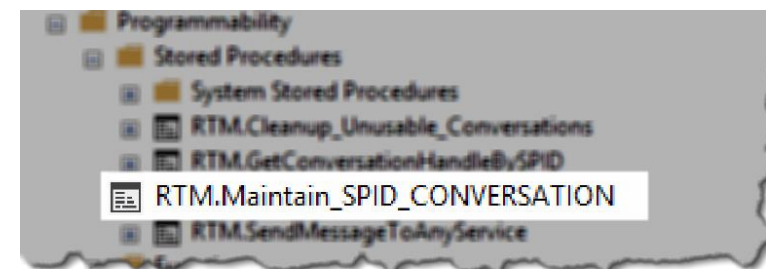 Programmability
Stored Procedures
System Stored Procedures
RTM.Cleanup_Unusable_Conversations
RTM.GetConversationHandleBySPID
RTM.Maintain_SPID_CONVERSATION
RTM.SendMessageToAnyService